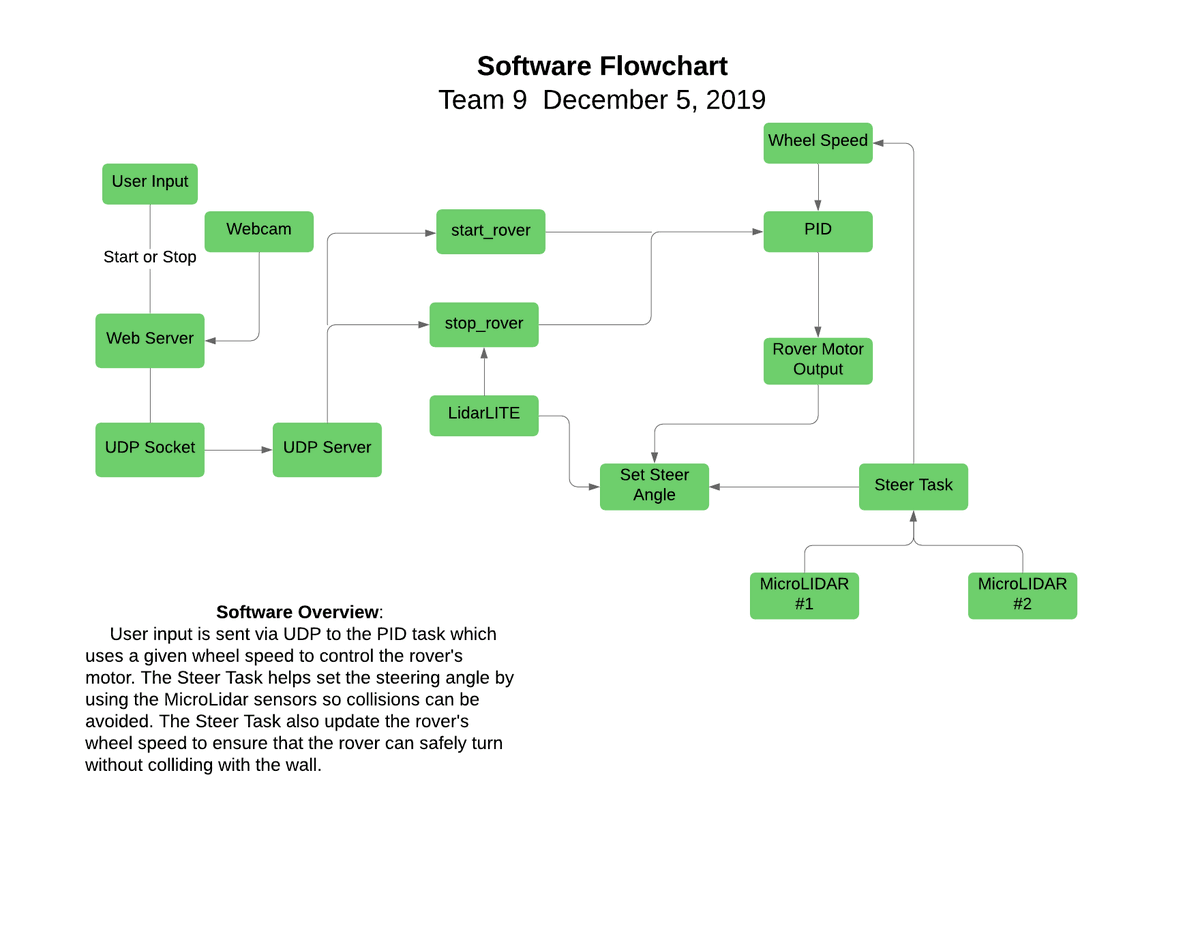 Software Flowchart
Team 9  December 5, 2019
Wheel Speed
User Input
Webcam
start_rover
PID
Start or Stop
Web Server
stop_rover
Rover Motor
Output
LidarLITE
UDP Socket
UDP Server
Set Steer
Angle
Steer Task
MicroLIDAR
#1
MicroLIDAR
#2
Software Overview:
User input is sent via UDP to the PID task which
uses a given wheel speed to control the rover's
motor. The Steer Task helps set the steering angle by
using the MicroLidar sensors so collisions can be
avoided. The Steer Task also update the rover's
wheel speed to ensure that the rover can safely turn
without colliding with the wall.